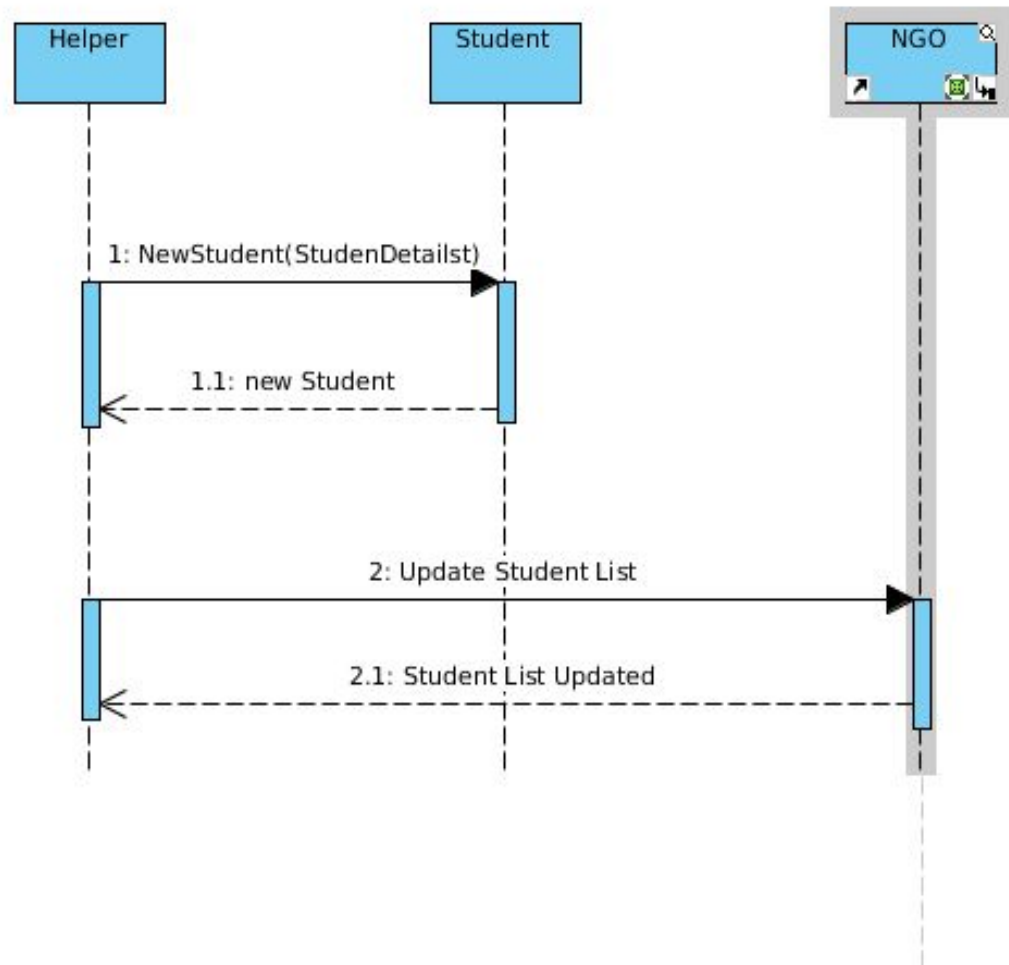 Helper
Student
NGO
1: NewStudent(StudenDetailst)
1.1: new Student
2: Update Student List
2.1: Student List Updated